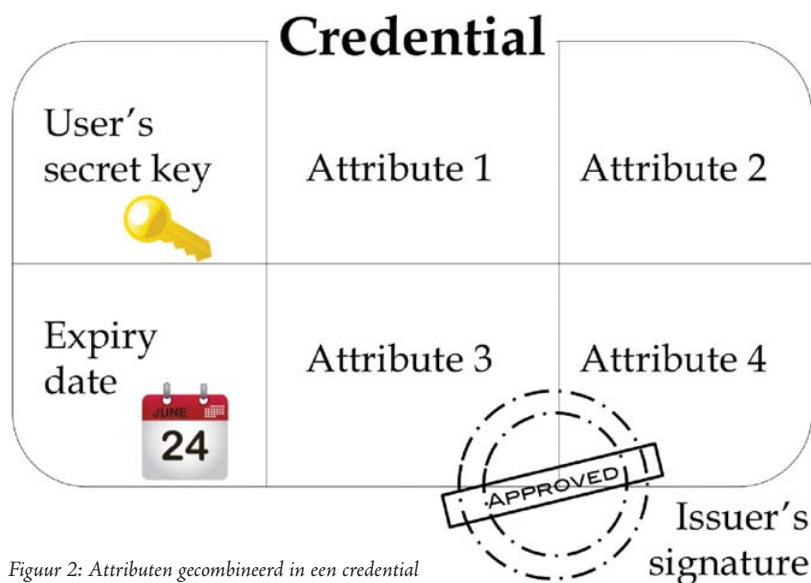 Credential
User's
secret key
Attribute 1
Attribute 2
Expiry
date
JUNE
24
Attribute 3
Attribute 4
APPROVED
Issuer's
signature
Figuur 2: Attributen gecombineerd in een credential